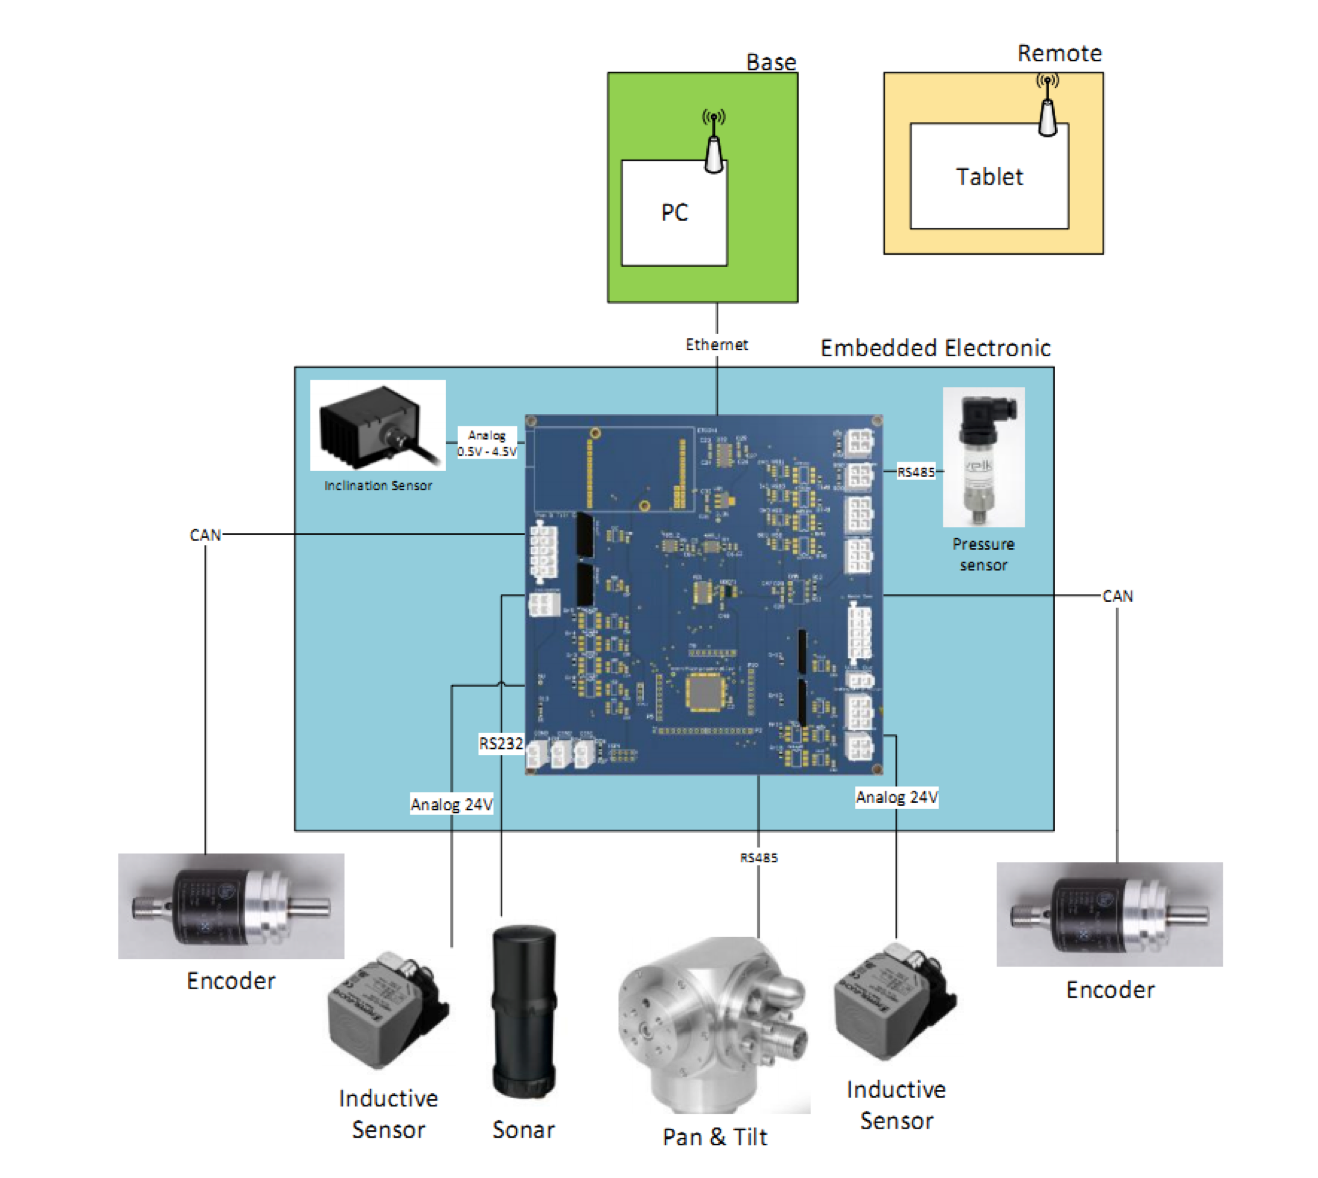 Base
Remote
PC
Tablet
Ethernet
Embedded Electronic
Analog
0.5V - 4.5V
Inclination Sensor
RS485
Pressure
sensor
CAN
CAN
RS232
Analog 24V
Analog 24V
RS485
Encoder
Encoder
Inductive
Sensor
Sonar
Pan & Tilt
Inductive
Sensor